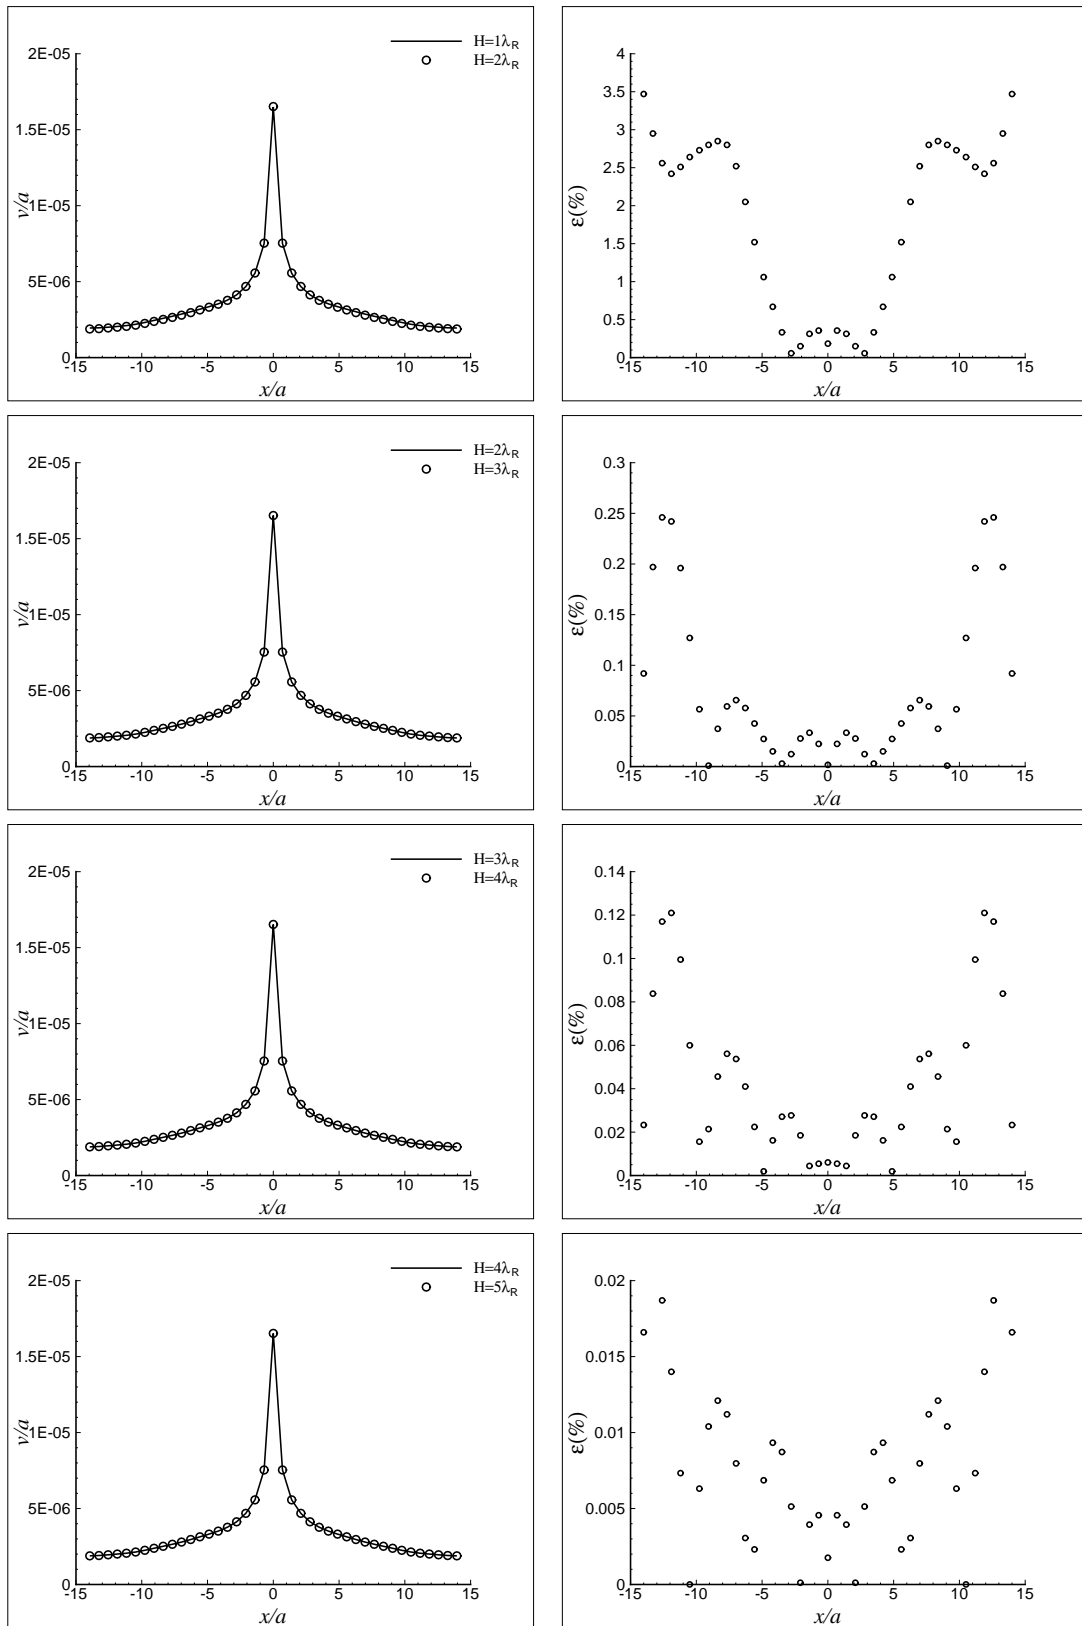 H=1λR
H=2λR
2E-05
1.5E-05
1E-05
5E-06
0
v/a
-15 -10 -5 0 5 10 15
x/a
4
3.5
3
2.5
2
1.5
1
0.5
0
ε(%)
-15 -10 -5 0 5 10 15
x/a
H=2λR
H=3λR
2E-05
1.5E-05
1E-05
5E-06
0
v/a
-15 -10 -5 0 5 10 15
x/a
0.3
0.25
0.2
0.15
0.1
0.05
0
ε(%)
-15 -10 -5 0 5 10 15
x/a
H=3λR
H=4λR
2E-05
1.5E-05
1E-05
5E-06
0
v/a
-15 -10 -5 0 5 10 15
x/a
0.14
0.12
0.1
0.08
0.06
0.04
0.02
0
ε(%)
-15 -10 -5 0 5 10 15
x/a
H=4λR
H=5λR
2E-05
1.5E-05
1E-05
5E-06
0
v/a
-15 -10 -5 0 5 10 15
x/a
0.02
0.015
0.01
0.005
0
ε(%)
-15 -10 -5 0 5 10 15
x/a